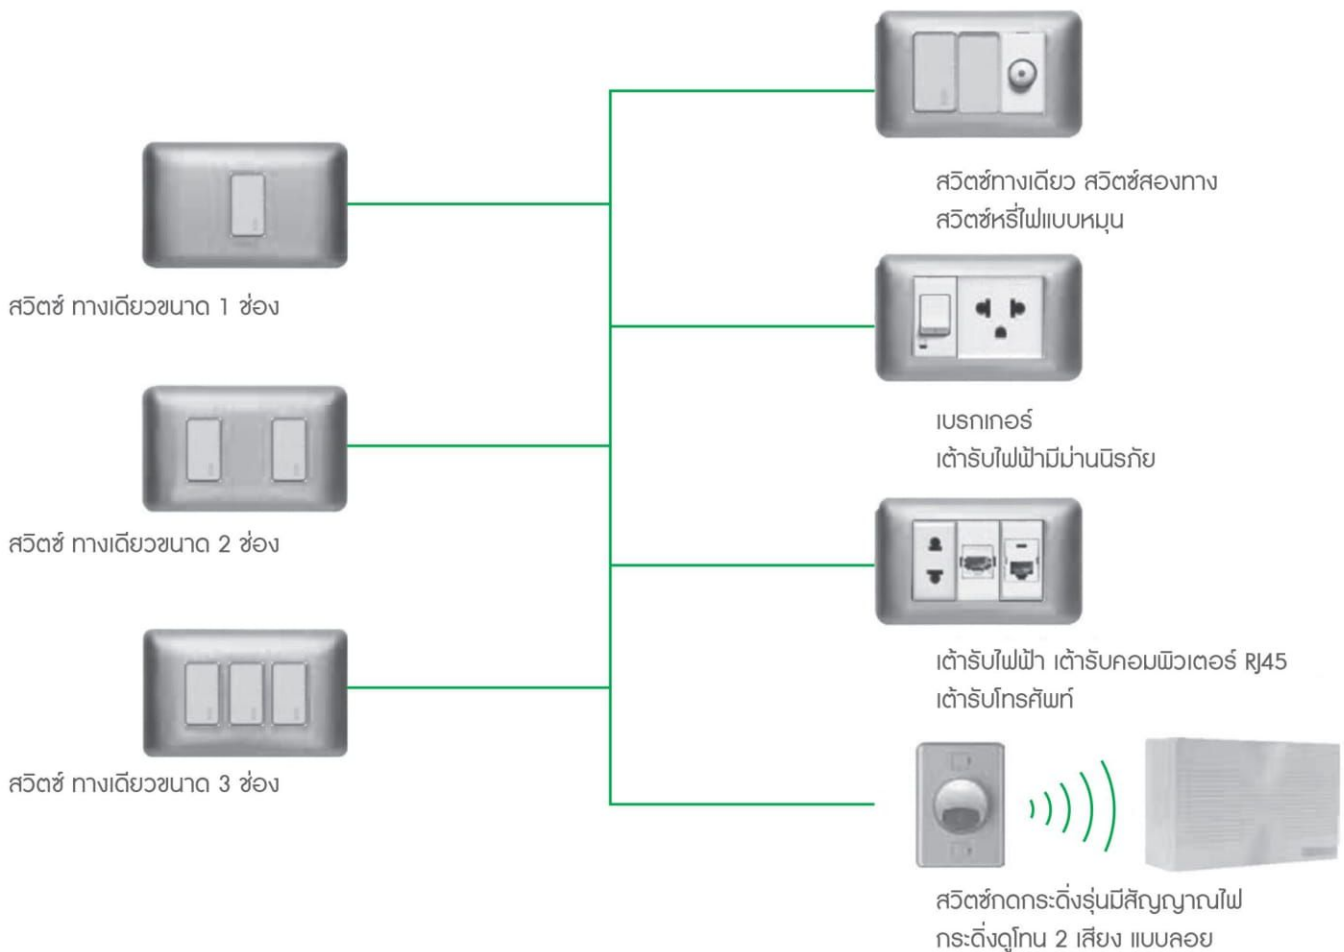 สวิตซ์ทางเดียว สวิตซ์สองทาง
สวิตซ์หรี่ไฟแบบหมุน
สวิตซ์ ทางเดียวขนาด 1 ช่อง
เบรกเกอร์
เต้ารับไฟฟ้ามีม่านนิรภัย
สวิตซ์ ทางเดียวขนาด 2 ช่อง
เต้ารับไฟฟ้า เต้ารับคอมพิวเตอร์ RJ45
เต้ารับโทรศัพท์
สวิตซ์ ทางเดียวขนาด 3 ช่อง
สวิตซ์กดกระดิ่งรุ่นมีสัญญาณไฟ
กระดิ่งดูโทน 2 เสียง แบบลอย